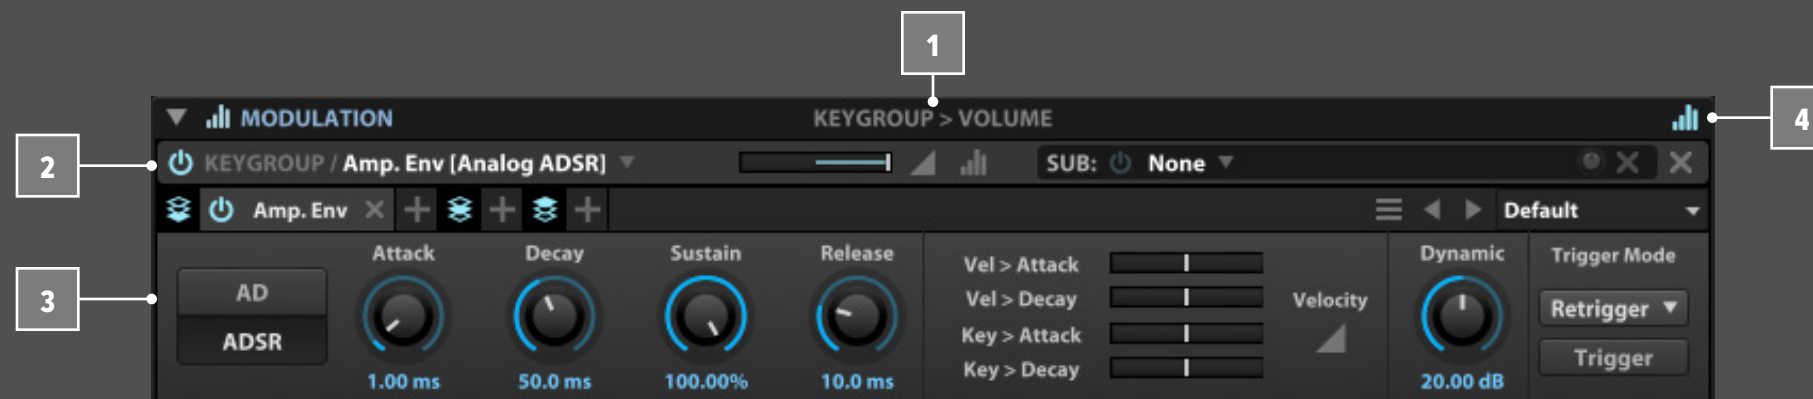 1
MODULATION KEYGROUP > VOLUME
4
2
KEYGROUP / Amp. Env [Analog ADSR] SUB: None
Amp. Env Default
3
Attack Decay Sustain Release Dynamic Trigger Mode
AD
ADSR
Vel > Attack
Vel > Decay
Key > Attack
Key > Decay
Velocity
Retrigger
Trigger
1.00 ms 50.0 ms 100.00% 10.0 ms 20.00 dB